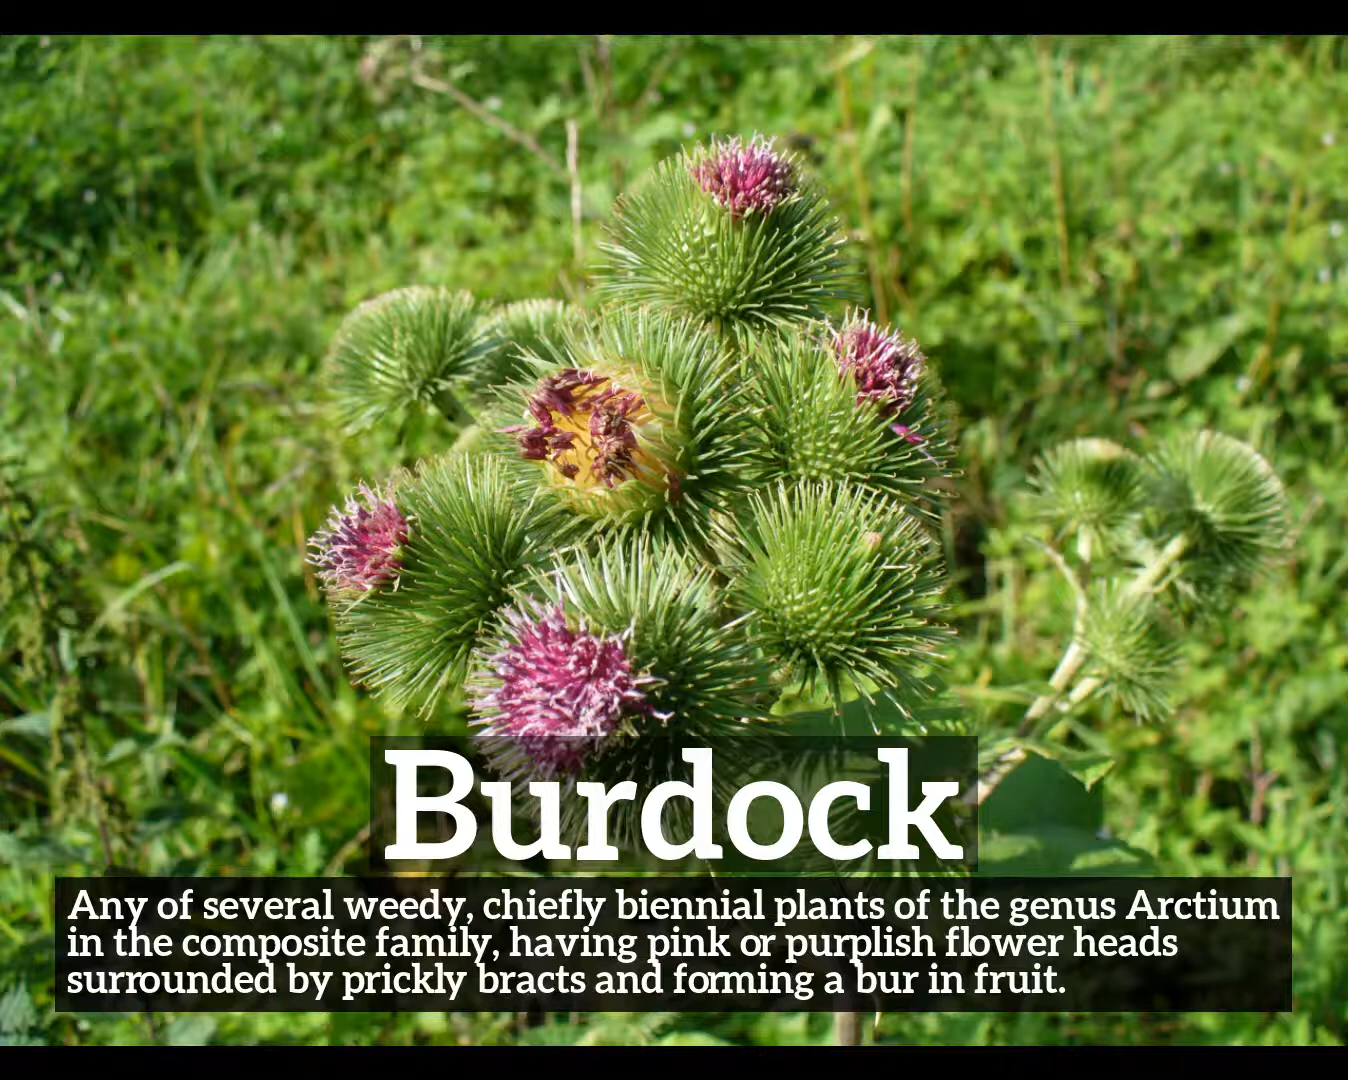 Burdock
Any of several weedy, chiefly biennial plants of the genus Arctium
in the composite family, having pink or purplish flower heads
surrounded by prickly bracts and forming a bur in fruit.